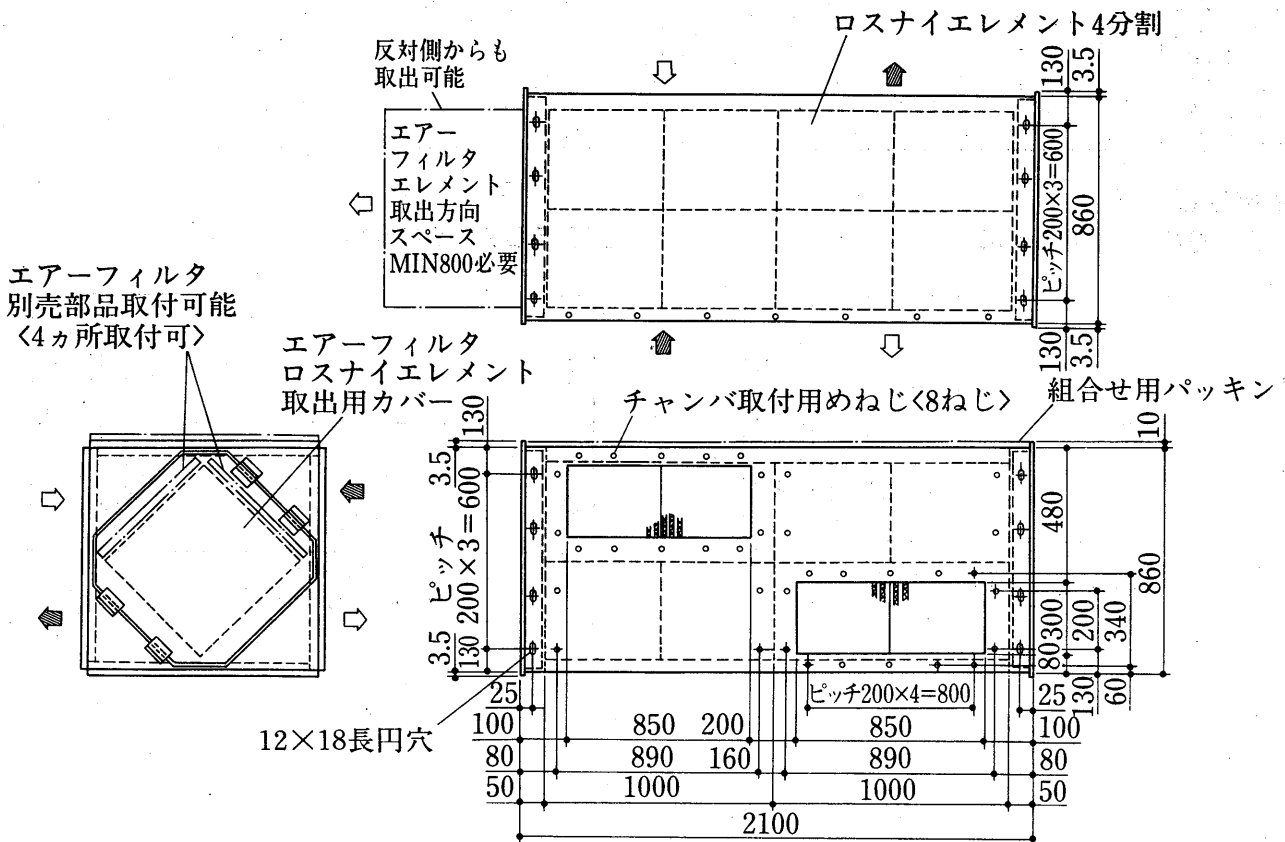 ロスナイエレメント4分割
反対側からも
取出可能
エアー
フィルタ
エレメント
取出方向
スペース
MIN800必要
130
3.5
ピッチ200×3=600
860
130
3.5
エアーフィルタ
別売部品取付可能
〈4ヵ所取付可〉
エアーフィルタ
ロスナイエレメント
取出用カバー
チャンバ取付用めねじ〈8ねじ〉
組合せ用パッキン
130
3.5
ピッチ
200×3=600
3.5
130
10
480
860
300
200
340
80
130
60
ピッチ200×4=800
25
25
100
850
200
850
100
12×18長円穴
80
890
160
890
80
50
1000
1000
50
2100